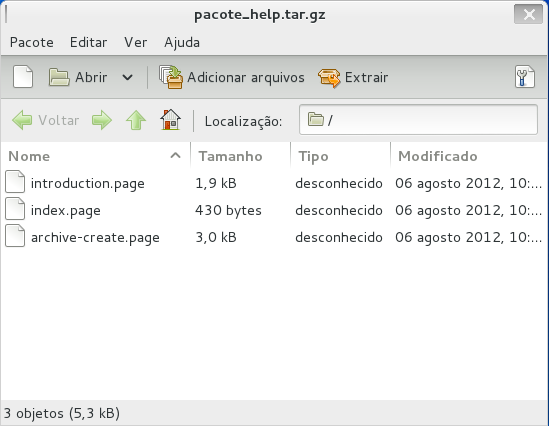 pacote_help.tar.gz
Pacote Editar Ver Ajuda
Abrir Adicionar arquivos Extrair
Voltar Localização: /
Nome Tamanho Tipo Modificado
introduction.page 1,9 kB desconhecido 06 agosto 2012, 10:...
index.page 430 bytes desconhecido 06 agosto 2012, 10:...
archive-create.page 3,0 kB desconhecido 06 agosto 2012, 10:...
3 objetos (5,3 kB)